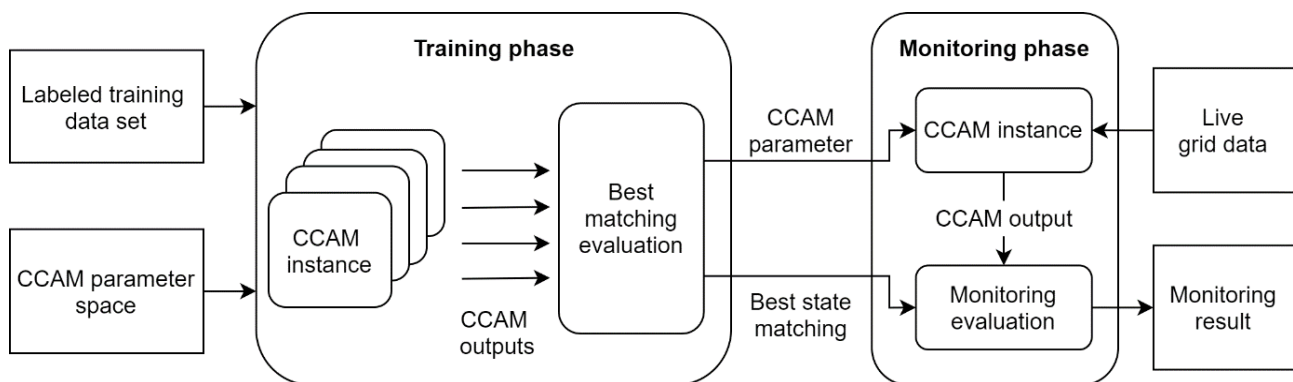 Labeled training
data set
CCAM parameter
space
Training phase
CCAM
instance
CCAM
outputs
Best
matching
evaluation
CCAM
parameter
Best state
matching
Monitoring phase
CCAM instance
CCAM output
Monitoring
evaluation
Live
grid data
Monitoring
result